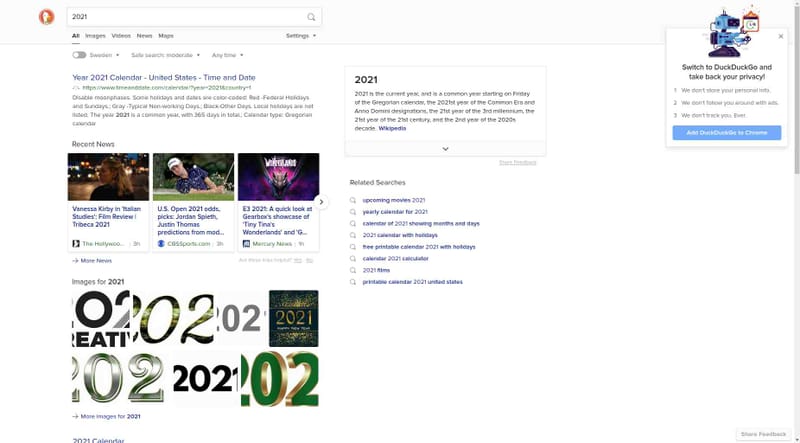 2021
All Images Videos News Maps Settings
Sweden Safe search: moderate Any time
Year 2021 Calendar - United States - Time and Date
https://www.timeanddate.com/calendar/?year=2021&country=1
Disable moonphases. Some holidays and dates are color-coded: Red -Federal Holidays
and Sundays.; Gray -Typical Non-working Days.; Black-Other Days. Local holidays are not
listed. The year 2021 is a common year, with 365 days in total.; Calendar type: Gregorian
calendar
Recent News
Vanessa Kirby in 'Italian
Studies': Film Review |
Tribeca 2021
The Hollywoo... 3h
U.S. Open 2021 odds,
picks: Jordan Spieth,
Justin Thomas
predictions from mod...
CBSSports.com 3h
WONDERLANDS
E3 2021: A quick look at
Gearbox's showcase of
'Tiny Tina's
Wonderlands' and 'G...
Mercury News 1h
More News
Are these links helpful? Yes No
Images for 2021
202
REATIV
202
202
2021
HAPPY NEW YEAR
202
2021
202
More Images for 2021
2021 Calendar
2021
2021 is the current year, and is a common year starting on Friday
of the Gregorian calendar, the 2021st year of the Common Era and
Anno Domini designations, the 21st year of the 3rd millennium, the
21st year of the 21st century, and the 2nd year of the 2020s
decade. Wikipedia
Share Feedback
Related Searches
upcoming movies 2021
yearly calendar for 2021
calendar of 2021 showing months and days
2021 calendar with holidays
free printable calendar 2021 with holidays
calendar 2021 calculator
2021 films
printable calendar 2021 united states
Switch to DuckDuckGo and
take back your privacy!
1 We don't store your personal info.
2 We don't follow you around with ads.
3 We don't track you. Ever.
Add DuckDuckGo to Chrome
Share Feedback